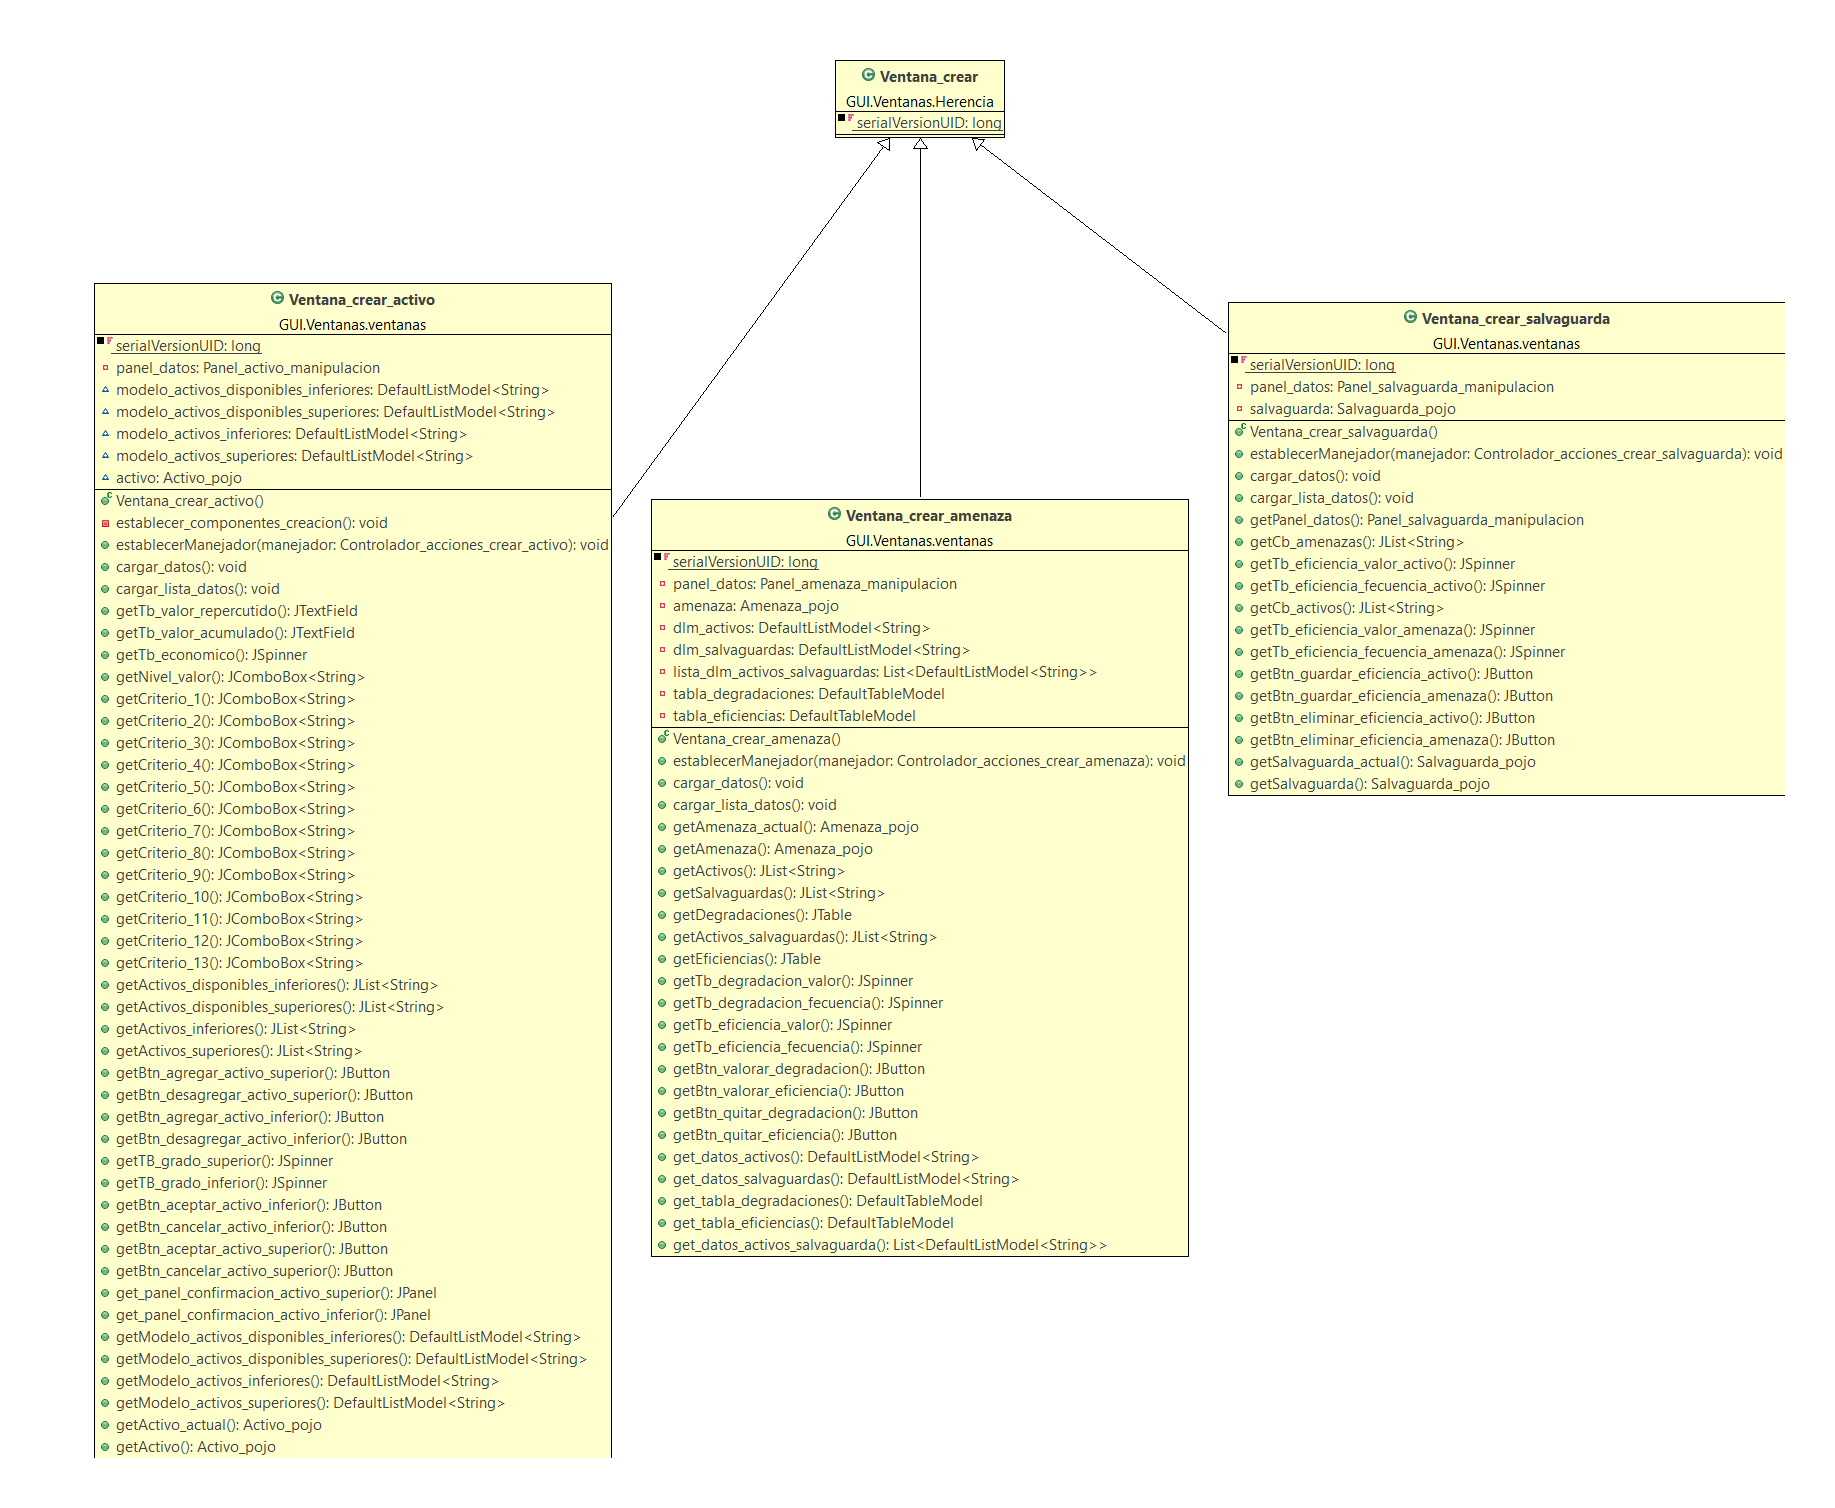 Ventana_crear
GUI.Ventanas.Herencia
serialVersionUID: long
Ventana_crear_activo
GUI.Ventanas.ventanas
serialVersionUID: long
panel_datos: Panel_activo_manipulacion
modelo_activos_disponibles_inferiores: DefaultListModel<String>
modelo_activos_disponibles_superiores: DefaultListModel<String>
modelo_activos_inferiores: DefaultListModel<String>
modelo_activos_superiores: DefaultListModel<String>
activo: Activo_pojo
Ventana_crear_activo()
establecer_componentes_creacion(): void
establecerManejador(manejador: Controlador_acciones_crear_activo): void
cargar_datos(): void
cargar_lista_datos(): void
getTb_valor_repercutido(): JTextField
getTb_valor_acumulado(): JTextField
getTb_economico(): JSpinner
getNivel_valor(): JComboBox<String>
getCriterio_1(): JComboBox<String>
getCriterio_2(): JComboBox<String>
getCriterio_3(): JComboBox<String>
getCriterio_4(): JComboBox<String>
getCriterio_5(): JComboBox<String>
getCriterio_6(): JComboBox<String>
getCriterio_7(): JComboBox<String>
getCriterio_8(): JComboBox<String>
getCriterio_9(): JComboBox<String>
getCriterio_10(): JComboBox<String>
getCriterio_11(): JComboBox<String>
getCriterio_12(): JComboBox<String>
getCriterio_13(): JComboBox<String>
getActivos_disponibles_inferiores(): JList<String>
getActivos_disponibles_superiores(): JList<String>
getActivos_inferiores(): JList<String>
getActivos_superiores(): JList<String>
getBtn_agregar_activo_superior(): JButton
getBtn_desagregar_activo_superior(): JButton
getBtn_agregar_activo_inferior(): JButton
getBtn_desagregar_activo_inferior(): JButton
getTB_grado_superior(): JSpinner
getTB_grado_inferior(): JSpinner
getBtn_aceptar_activo_inferior(): JButton
getBtn_cancelar_activo_inferior(): JButton
getBtn_aceptar_activo_superior(): JButton
getBtn_cancelar_activo_superior(): JButton
get_panel_confirmacion_activo_superior(): JPanel
get_panel_confirmacion_activo_inferior(): JPanel
getModelo_activos_disponibles_inferiores(): DefaultListModel<String>
getModelo_activos_disponibles_superiores(): DefaultListModel<String>
getModelo_activos_inferiores(): DefaultListModel<String>
getModelo_activos_superiores(): DefaultListModel<String>
getActivo_actual(): Activo_pojo
getActivo(): Activo_pojo
Ventana_crear_amenaza
GUI.Ventanas.ventanas
serialVersionUID: long
panel_datos: Panel_amenaza_manipulacion
amenaza: Amenaza_pojo
dlm_activos: DefaultListModel<String>
dlm_salvaguardas: DefaultListModel<String>
lista_dlm_activos_salvaguardas: List<DefaultListModel<String>>
tabla_degradaciones: DefaultTableModel
tabla_eficiencias: DefaultTableModel
Ventana_crear_amenaza()
establecerManejador(manejador: Controlador_acciones_crear_amenaza): void
cargar_datos(): void
cargar_lista_datos(): void
getAmenaza_actual(): Amenaza_pojo
getAmenaza(): Amenaza_pojo
getActivos(): JList<String>
getSalvaguardas(): JList<String>
getDegradaciones(): JTable
getActivos_salvaguardas(): JList<String>
getEficiencias(): JTable
getTb_degradacion_valor(): JSpinner
getTb_degradacion_fecuencia(): JSpinner
getTb_eficiencia_valor(): JSpinner
getTb_eficiencia_fecuencia(): JSpinner
getBtn_valorar_degradacion(): JButton
getBtn_valorar_eficiencia(): JButton
getBtn_quitar_degradacion(): JButton
getBtn_quitar_eficiencia(): JButton
get_datos_activos(): DefaultListModel<String>
get_datos_salvaguardas(): DefaultListModel<String>
get_tabla_degradaciones(): DefaultTableModel
get_tabla_eficiencias(): DefaultTableModel
get_datos_activos_salvaguarda(): List<DefaultListModel<String>>
Ventana_crear_salvaguarda
GUI.Ventanas.ventanas
serialVersionUID: long
panel_datos: Panel_salvaguarda_manipulacion
salvaguarda: Salvaguarda_pojo
Ventana_crear_salvaguarda()
establecerManejador(manejador: Controlador_acciones_crear_salvaguarda): void
cargar_datos(): void
cargar_lista_datos(): void
getPanel_datos(): Panel_salvaguarda_manipulacion
getCb_amenazas(): JList<String>
getTb_eficiencia_valor_activo(): JSpinner
getTb_eficiencia_fecuencia_activo(): JSpinner
getCb_activos(): JList<String>
getTb_eficiencia_valor_amenaza(): JSpinner
getTb_eficiencia_fecuencia_amenaza(): JSpinner
getBtn_guardar_eficiencia_activo(): JButton
getBtn_guardar_eficiencia_amenaza(): JButton
getBtn_eliminar_eficiencia_activo(): JButton
getBtn_eliminar_eficiencia_amenaza(): JButton
getSalvaguarda_actual(): Salvaguarda_pojo
getSalvaguarda(): Salvaguarda_pojo